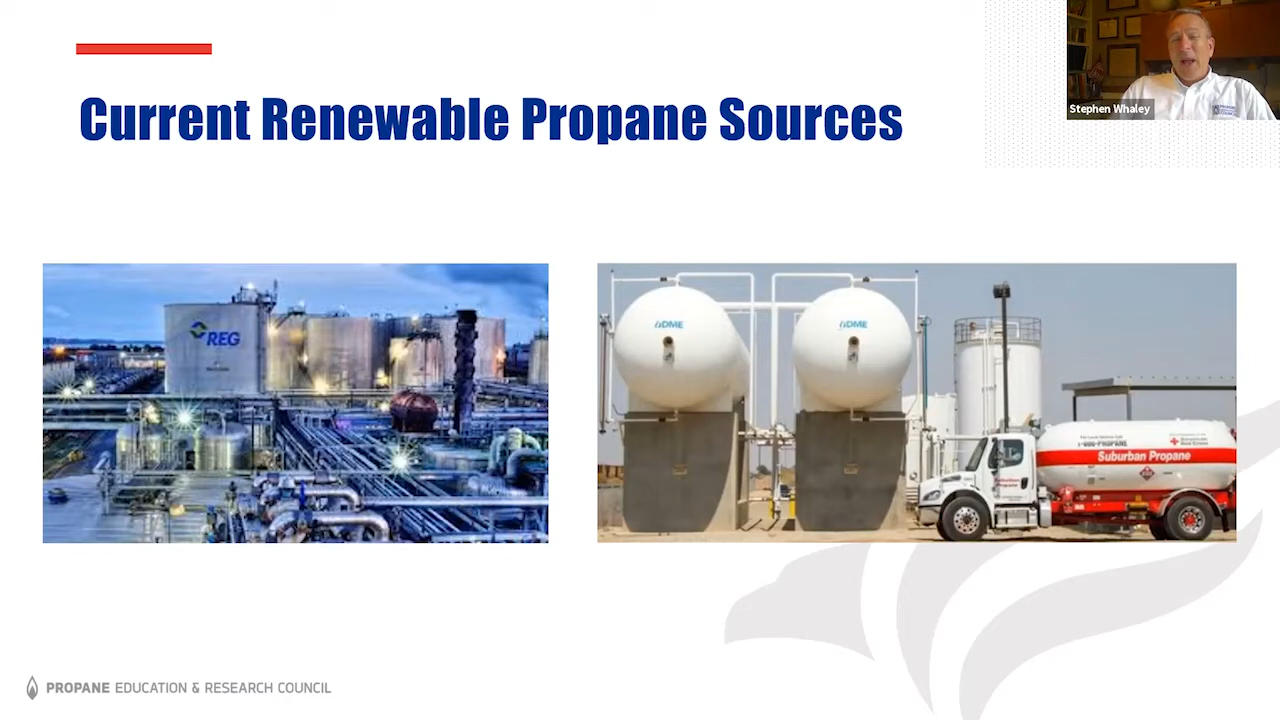 Current Renewable Propane Sources
Stephen Whaley
REG
DME
DME
1-800-PROPANE
Suburban Propane
PROPANE EDUCATION & RESEARCH COUNCIL